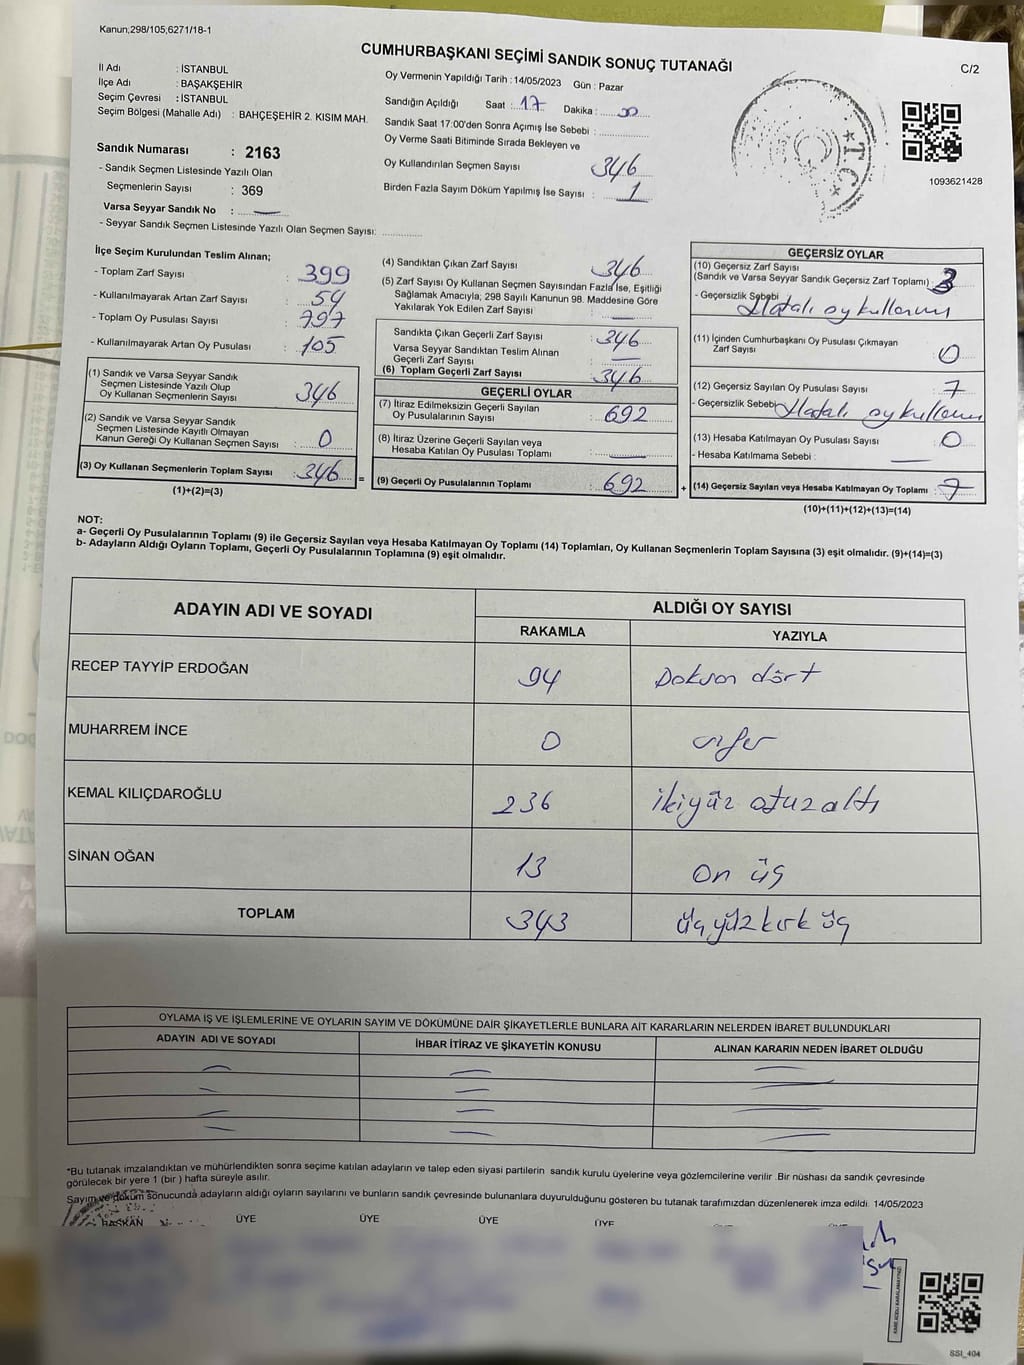 Kanun,298/105,6271/18-1
CUMHURBAŞKANI SEÇİMİ SANDIK SONUÇ TUTANAĞI
C/2
İl Adı : İSTANBUL
İlçe Adı : BAŞAKŞEHİR
Seçim Çevresi : İSTANBUL
Seçim Bölgesi (Mahalle Adı) : BAHÇEŞEHİR 2. KISIM MAH.
Sandık Numarası : 2163
- Sandık Seçmen Listesinde Yazılı Olan
Seçmenlerin Sayısı : 369
Varsa Seyyar Sandık No :
- Seyyar Sandık Seçmen Listesinde Yazılı Olan Seçmen Sayısı:
Oy Vermenin Yapıldığı Tarih : 14/05/2023 Gün : Pazar
Sandığın Açıldığı Saat : 17 Dakika : 00
Sandık Saat 17:00'den Sonra Açımış İse Sebebi :
Oy Verme Saati Bitiminde Sırada Bekleyen ve
Oy Kullandırılan Seçmen Sayısı 346
Birden Fazla Sayım Döküm Yapılmış İse Sayısı : 1
T.C.
1093621428
İlçe Seçim Kurulundan Teslim Alınan;
- Toplam Zarf Sayısı : 399
- Kullanılmayarak Artan Zarf Sayısı : 54
- Toplam Oy Pusulası Sayısı : 797
- Kullanılmayarak Artan Oy Pusulası : 105
(1) Sandık ve Varsa Seyyar Sandık
Seçmen Listesinde Yazılı Olup
Oy Kullanan Seçmenlerin Sayısı : 346
(2) Sandık ve Varsa Seyyar Sandık
Seçmen Listesinde Kayıtlı Olmayan
Kanun Gereği Oy Kullanan Seçmen Sayısı : 0
(3) Oy Kullanan Seçmenlerin Toplam Sayısı : 346 =
(1)+(2)=(3)
(4) Sandıktan Çıkan Zarf Sayısı : 346
(5) Zarf Sayısı Oy Kullanan Seçmen Sayısından Fazla İse, Eşitliği
Sağlamak Amacıyla; 298 Sayılı Kanunun 98. Maddesine Göre
Yakılarak Yok Edilen Zarf Sayısı :
Sandıkta Çıkan Geçerli Zarf Sayısı : 346
Varsa Seyyar Sandıktan Teslim Alınan
Geçerli Zarf Sayısı :
(6) Toplam Geçerli Zarf Sayısı : 346
GEÇERLİ OYLAR
(7) İtiraz Edilmeksizin Geçerli Sayılan
Oy Pusulalarının Sayısı : 692
(8) İtiraz Üzerine Geçerli Sayılan veya
Hesaba Katılan Oy Pusulası Toplamı :
(9) Geçerli Oy Pusulalarının Toplamı : 692 +
GEÇERSİZ OYLAR
(10) Geçersiz Zarf Sayısı
(Sandık ve Varsa Seyyar Sandık Geçersiz Zarf Toplamı) : 3
- Geçersizlik Sebebi Hatalı oy kullanım
(11) İçinden Cumhurbaşkanı Oy Pusulası Çıkmayan
Zarf Sayısı : 0
(12) Geçersiz Sayılan Oy Pusulası Sayısı : 7
- Geçersizlik Sebebi Hatalı oy kullanım
(13) Hesaba Katılmayan Oy Pusulası Sayısı : 0
- Hesaba Katılmama Sebebi :
(14) Geçersiz Sayılan veya Hesaba Katılmayan Oy Toplamı : 7
(10)+(11)+(12)+(13)=(14)
NOT:
a- Geçerli Oy Pusulalarının Toplamı (9) ile Geçersiz Sayılan veya Hesaba Katılmayan Oy Toplamı (14) Toplamları, Oy Kullanan Seçmenlerin Toplam Sayısına (3) eşit olmalıdır. (9)+(14)=(3)
b- Adayların Aldığı Oyların Toplamı, Geçerli Oy Pusulalarının Toplamına (9) eşit olmalıdır.
ADAYIN ADI VE SOYADI ALDIĞI OY SAYISI
RAKAMLA YAZIYLA
RECEP TAYYİP ERDOĞAN 94 Doksan dört
MUHARREM İNCE 0 sıfır
KEMAL KILIÇDAROĞLU 236 ikiyüz otuz altı
SİNAN OĞAN 13 on üç
TOPLAM 343 üçyüz kırk üç
OYLAMA İŞ VE İŞLEMLERİNE VE OYLARIN SAYIM VE DÖKÜMÜNE DAİR ŞİKAYETLERLE BUNLARA AİT KARARLARIN NELERDEN İBARET BULUNDUKLARI
ADAYIN ADI VE SOYADI İHBAR İTİRAZ VE ŞİKAYETİN KONUSU ALINAN KARARIN NEDEN İBARET OLDUĞU
*Bu tutanak imzalandıktan ve mühürlendikten sonra seçime katılan adayların ve talep eden siyasi partilerin sandık kurulu üyelerine veya gözlemcilerine verilir .Bir nüshası da sandık çevresinde
görülecek bir yere 1 (bir ) hafta süreyle asılır.
Sayım ve döküm sonucunda adayların aldığı oyların sayılarını ve bunların sandık çevresinde bulunanlara duyurulduğunu gösteren bu tutanak tarafımızdan düzenlenerek imza edildi. 14/05/2023
BAŞKAN ÜYE ÜYE ÜYE ÜYE
SSI_404